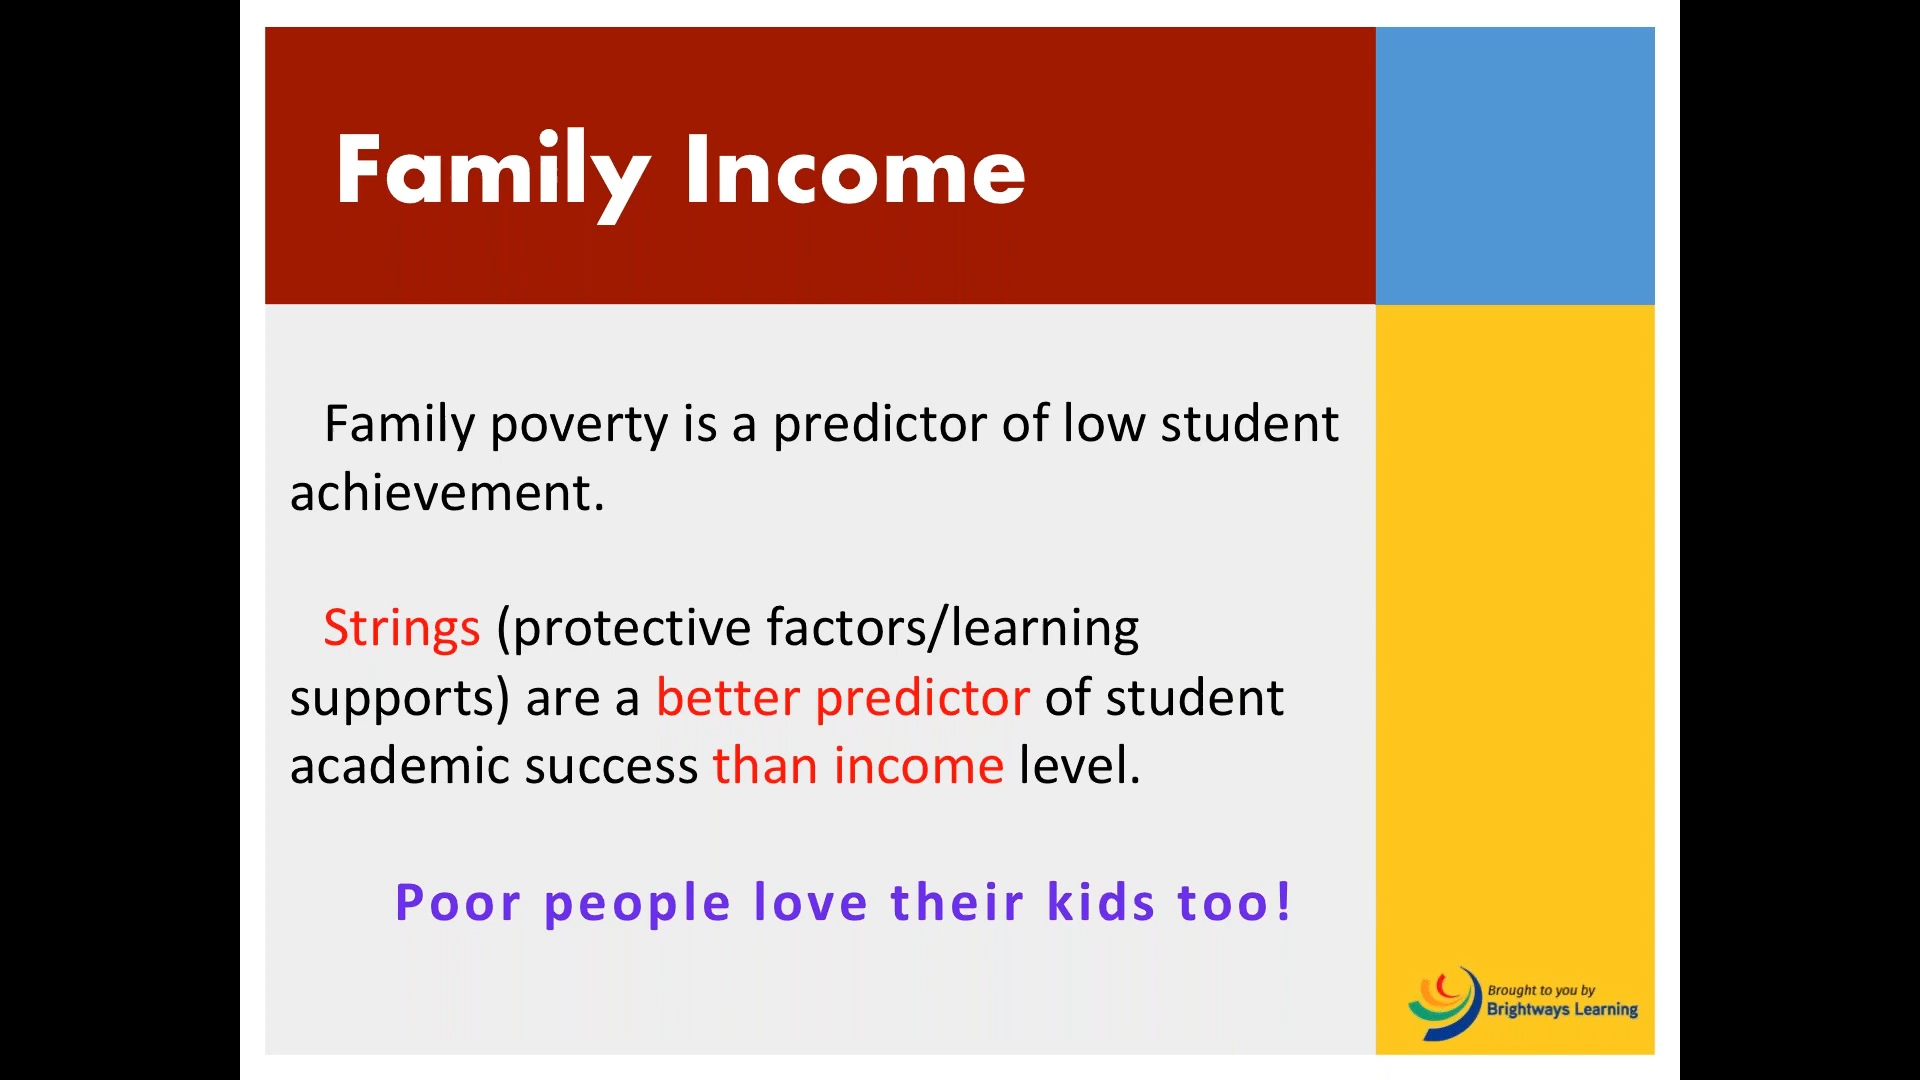 Family Income
Family poverty is a predictor of low student
achievement.
Strings (protective factors/learning
supports) are a better predictor of student
academic success than income level.
Poor people love their kids too!
Brought to you by
Brightways Learning